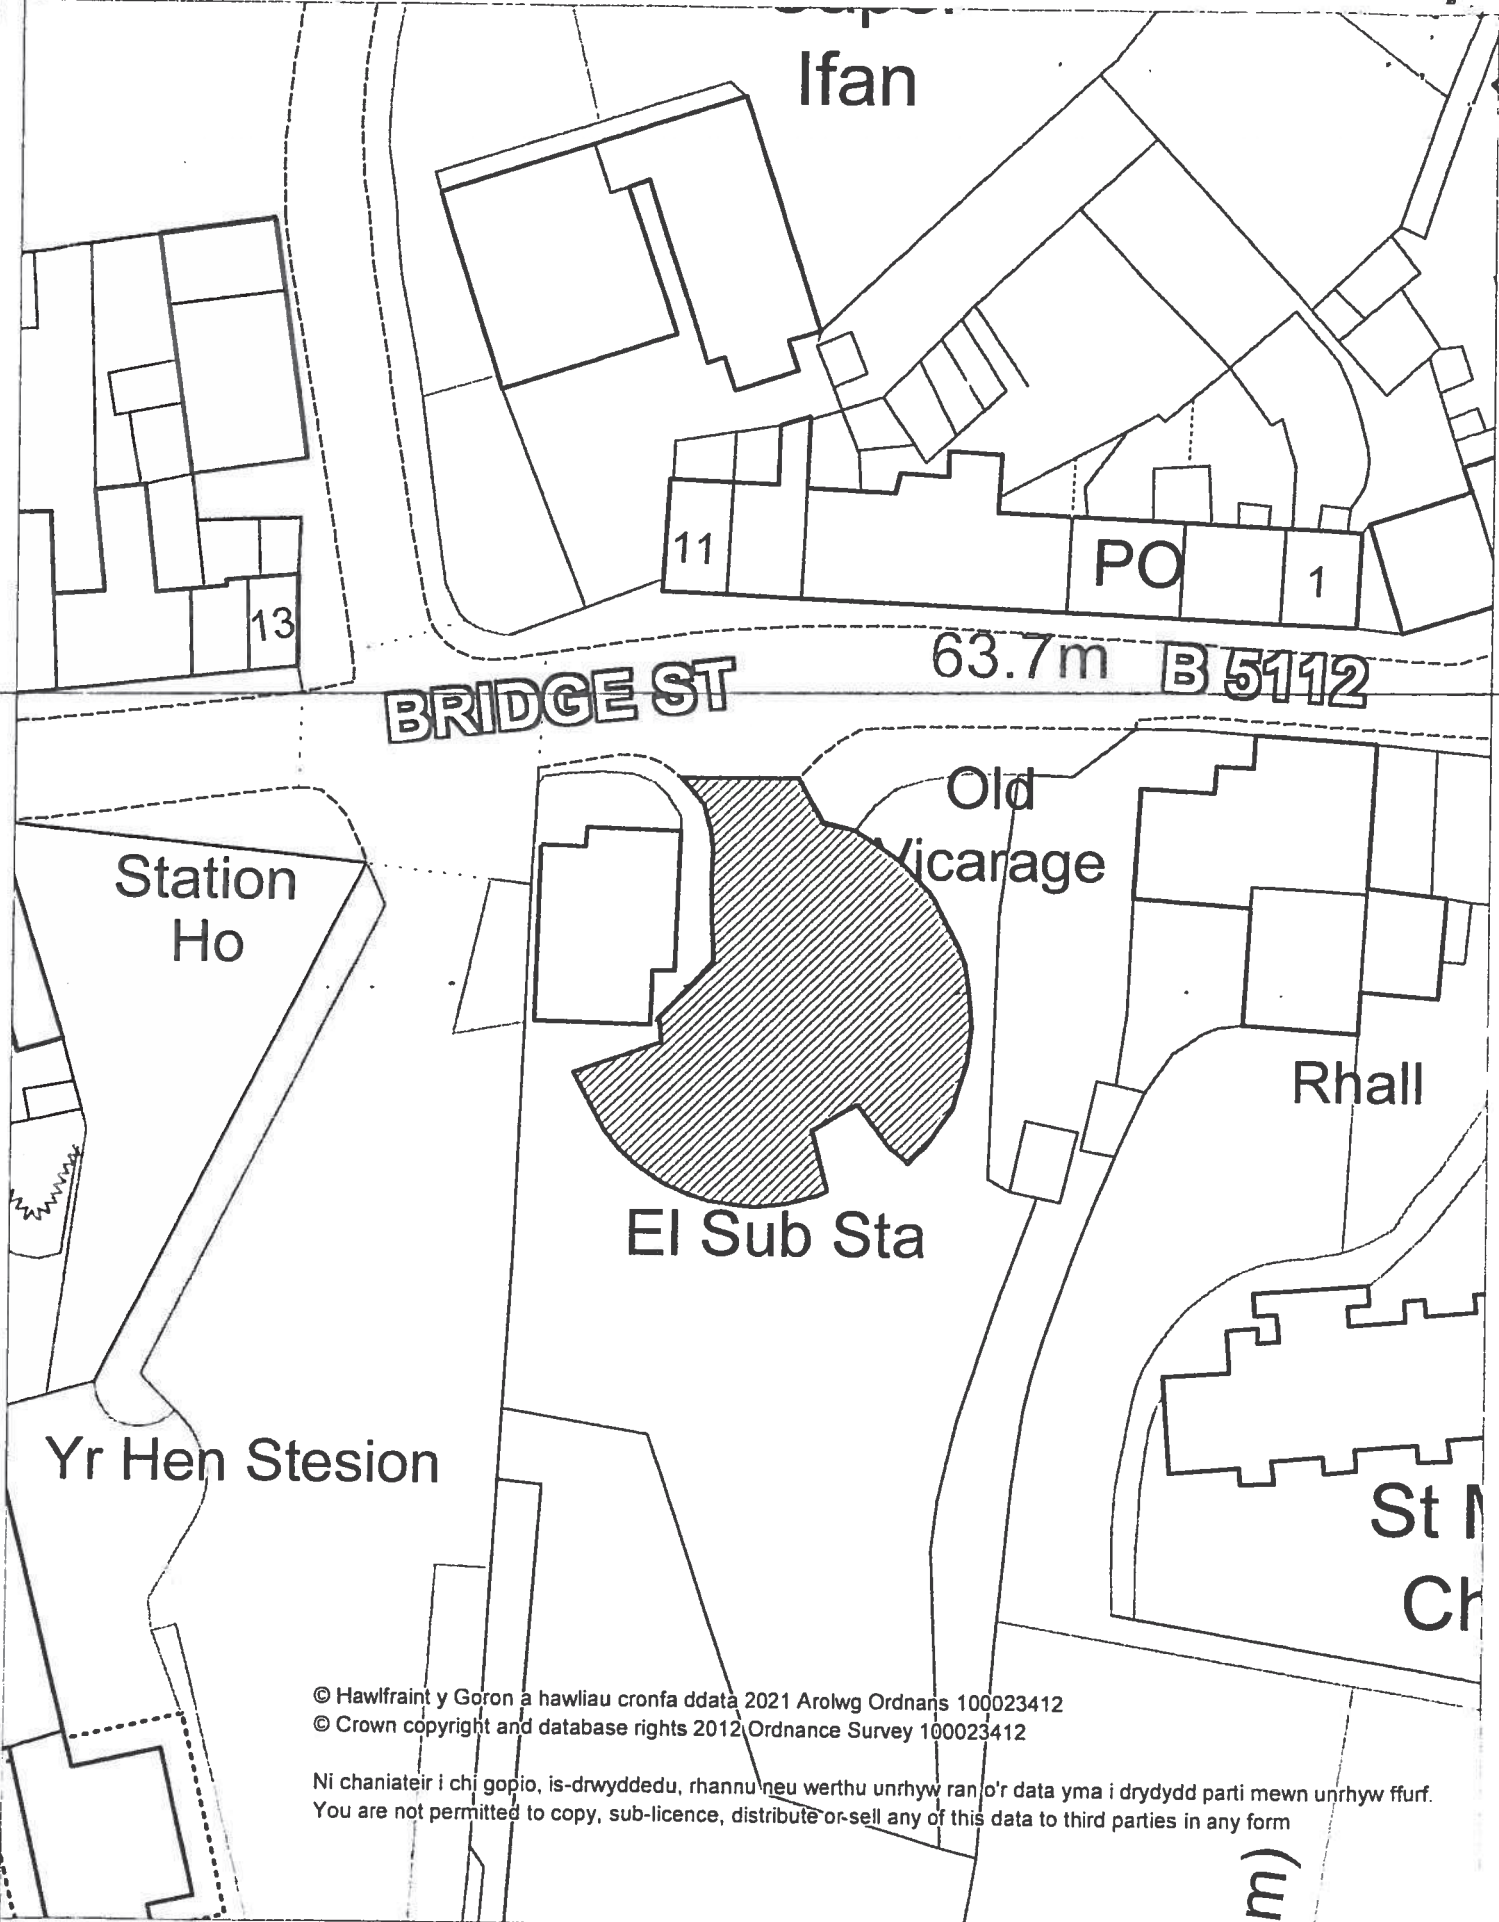 Ifan
11
PO
1
13
63.7m
B 5112
BRIDGE ST
Old
Vicarage
Station
Ho
Rhall
El Sub Sta
Yr Hen Stesion
St
Ch
© Hawlfraint y Goron a hawliau cronfa ddata 2021 Arolwg Ordnans 100023412
© Crown copyright and database rights 2012 Ordnance Survey 100023412
Ni chaniateir i chi gopio, is-drwyddedu, rhannu neu werthu unrhyw ran o'r data yma i drydydd parti mewn unrhyw ffurf.
You are not permitted to copy, sub-licence, distribute or sell any of this data to third parties in any form
m)